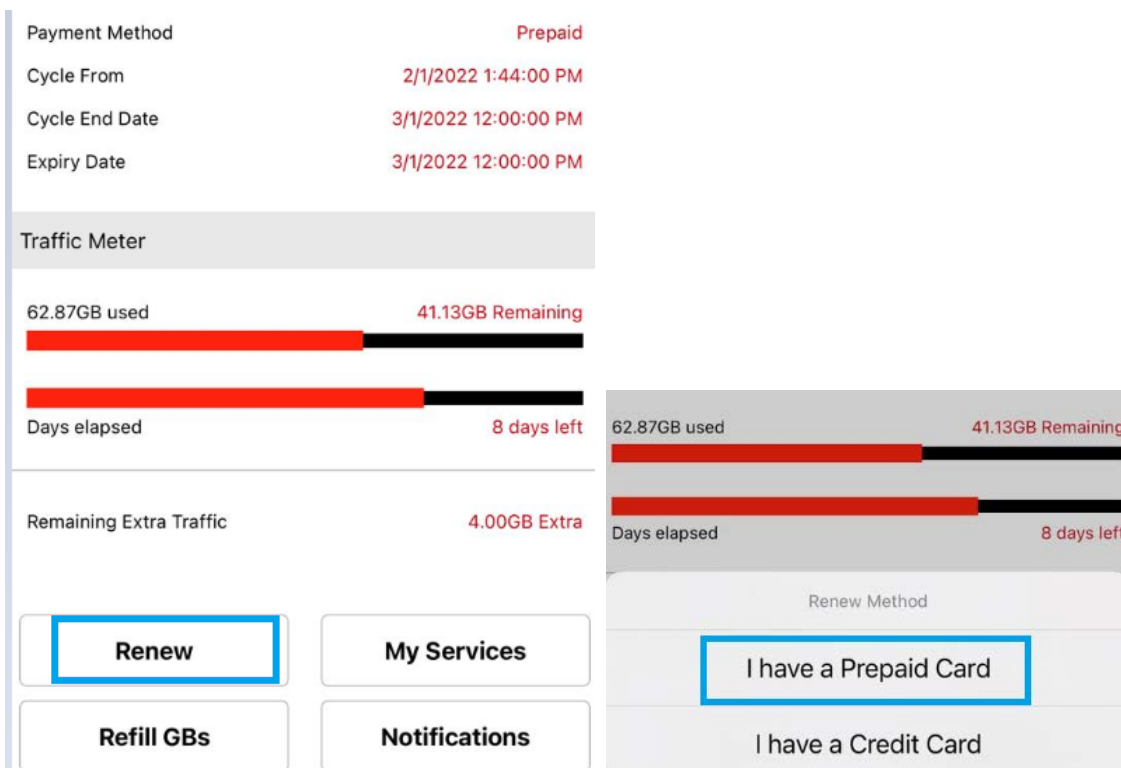 Payment Method Prepaid
Cycle From 2/1/2022 1:44:00 PM
Cycle End Date 3/1/2022 12:00:00 PM
Expiry Date 3/1/2022 12:00:00 PM
Traffic Meter
62.87GB used 41.13GB Remaining
Days elapsed 8 days left
Remaining Extra Traffic 4.00GB Extra
Renew My Services
Refill GBs Notifications
62.87GB used 41.13GB Remaining
Days elapsed 8 days left
Renew Method
I have a Prepaid Card
I have a Credit Card